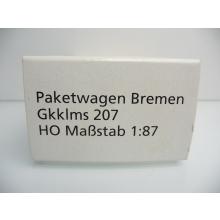 Paketwagen Bremen
Gkklms 207
HO Maßstab 1:87